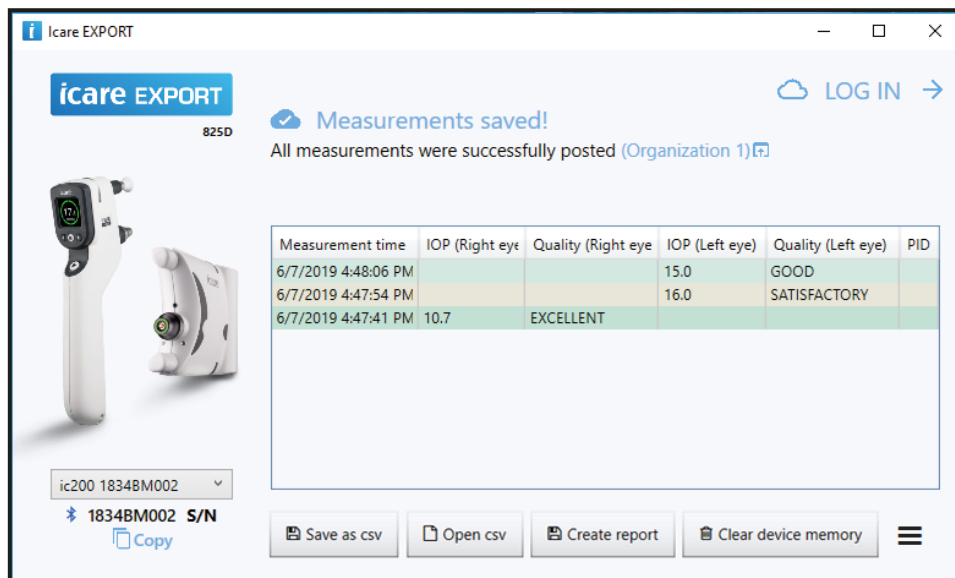 Icare EXPORT
icare EXPORT
825D
LOG IN
Measurements saved!
All measurements were successfully posted (Organization 1)
Measurement time IOP (Right eye Quality (Right eye IOP (Left eye) Quality (Left eye) PID
6/7/2019 4:48:06 PM 15.0 GOOD
6/7/2019 4:47:54 PM 16.0 SATISFACTORY
6/7/2019 4:47:41 PM 10.7 EXCELLENT
ic200 1834BM002
1834BM002 S/N
Copy
Save as csv Open csv Create report Clear device memory